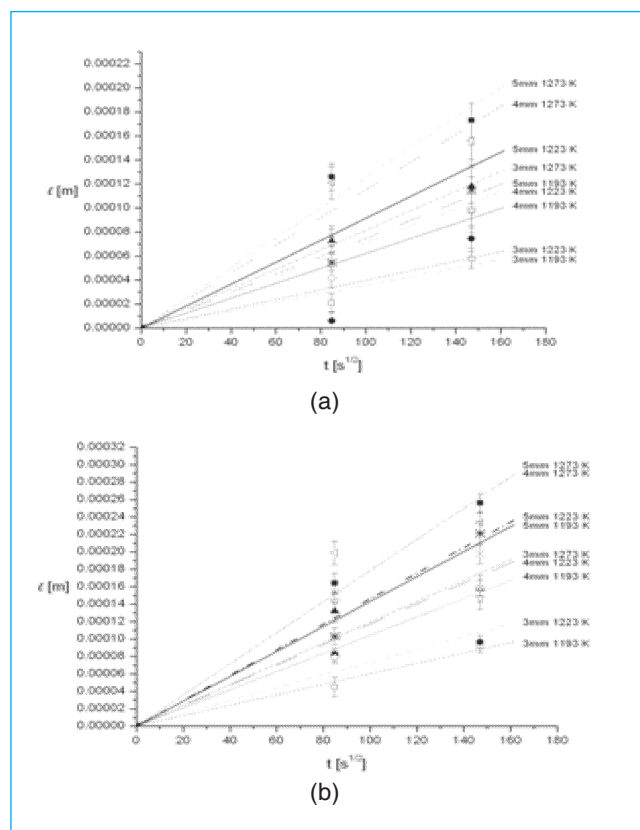 0.00022
0.00020
0.00018
0.00016
0.00014
0.00012
0.00010
0.00008
0.00006
0.00004
0.00002
0.00000
ℓ [m]
5mm 1273 K
4mm 1273 K
5mm 1223 K
3mm 1273 K
5mm 1193 K
4mm 1223 K
4mm 1193 K
3mm 1223 K
3mm 1193 K
0 20 40 60 80 100 120 140 160 180
t [s^1/2]
(a)
0.00032
0.00030
0.00028
0.00026
0.00024
0.00022
0.00020
0.00018
0.00016
0.00014
0.00012
0.00010
0.00008
0.00006
0.00004
0.00002
0.00000
ℓ [m]
5mm 1273 K
4mm 1273 K
5mm 1223 K
5mm 1193 K
3mm 1273 K
4mm 1223 K
4mm 1193 K
3mm 1223 K
3mm 1193 K
0 20 40 60 80 100 120 140 160 180
t [s^1/2]
(b)